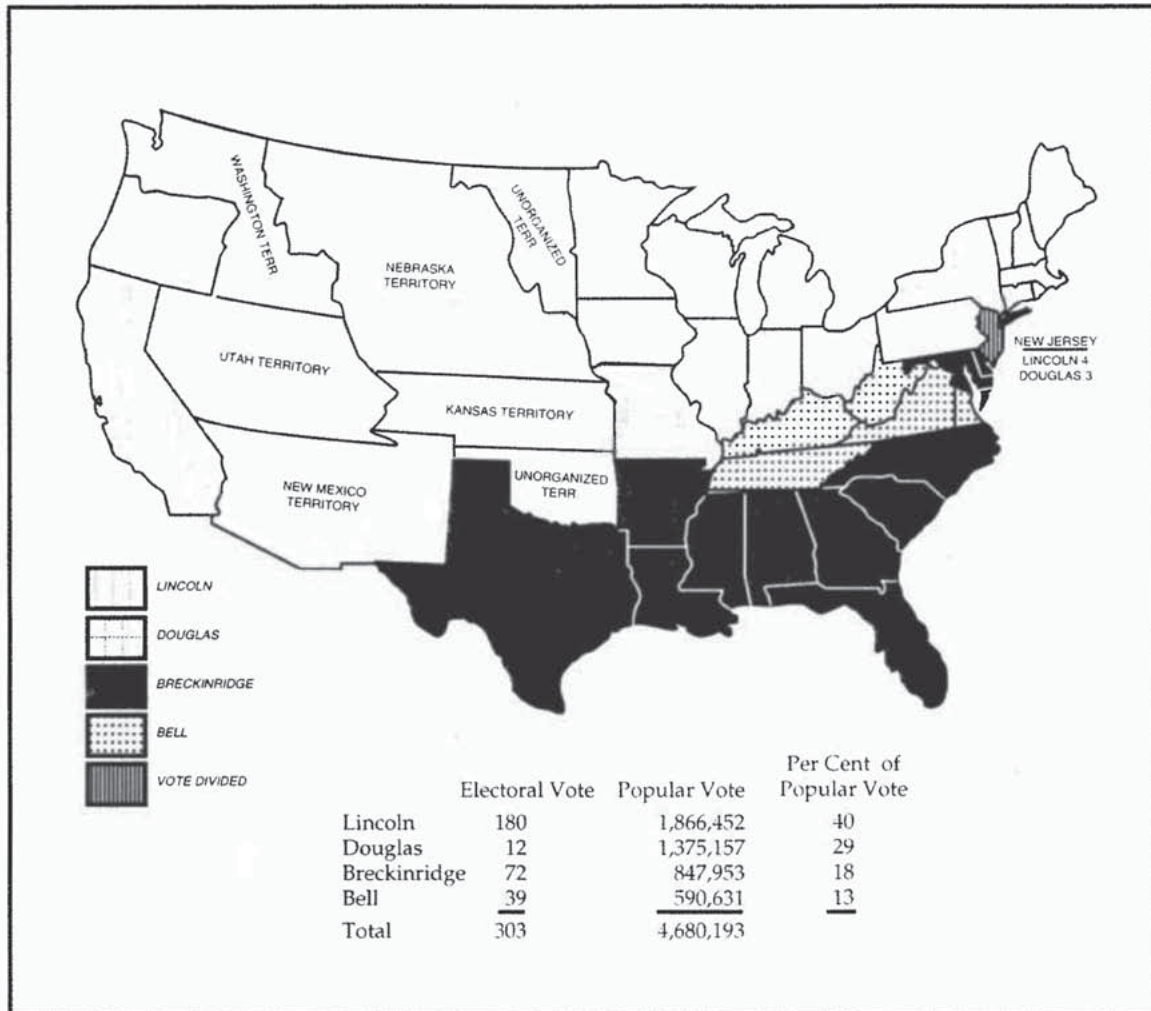 WASHINGTON TERR
UNORGANIZED
TERR
NEBRASKA
TERRITORY
NEW JERSEY
LINCOLN 4
DOUGLAS 3
UTAH TERRITORY
KANSAS TERRITORY
UNORGANIZED
TERR
NEW MEXICO
TERRITORY
LINCOLN
DOUGLAS
BRECKINRIDGE
BELL
VOTE DIVIDED
Electoral Vote Popular Vote Per Cent of Popular Vote
Lincoln 180 1,866,452 40
Douglas 12 1,375,157 29
Breckinridge 72 847,953 18
Bell 39 590,631 13
Total 303 4,680,193